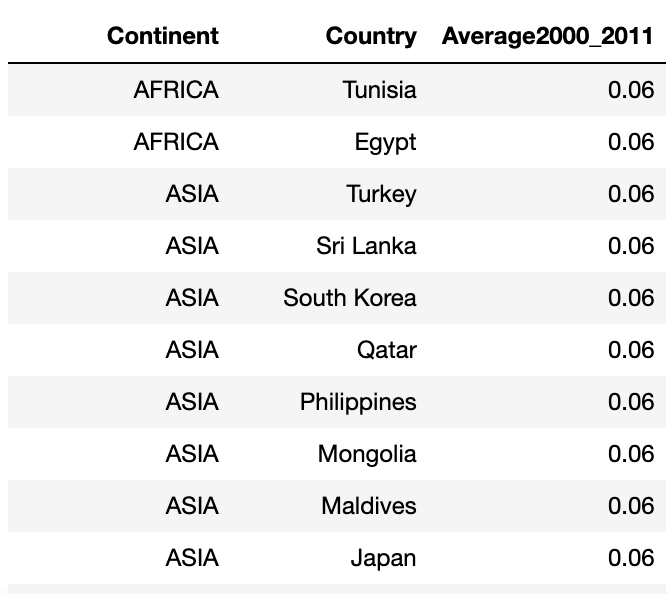 Continent Country Average2000_2011
AFRICA Tunisia 0.06
AFRICA Egypt 0.06
ASIA Turkey 0.06
ASIA Sri Lanka 0.06
ASIA South Korea 0.06
ASIA Qatar 0.06
ASIA Philippines 0.06
ASIA Mongolia 0.06
ASIA Maldives 0.06
ASIA Japan 0.06